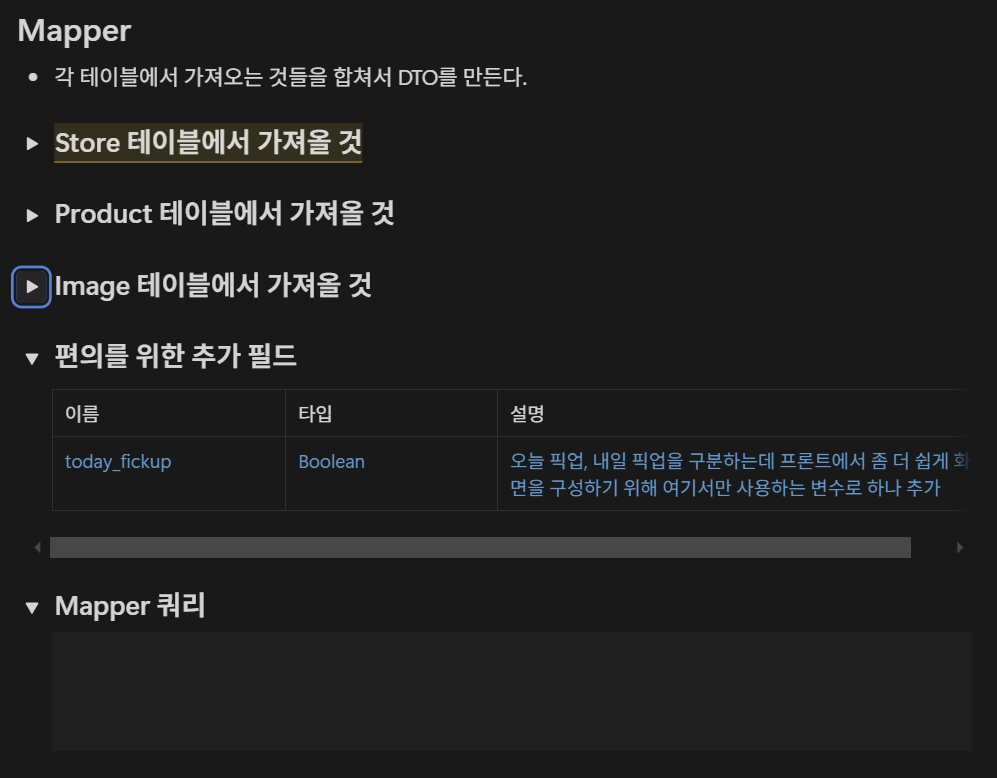 Mapper
각 테이블에서 가져오는 것들을 합쳐서 DTO를 만든다.
Store 테이블에서 가져올 것
Product 테이블에서 가져올 것
Image 테이블에서 가져올 것
편의를 위한 추가 필드
이름 타입 설명
today_fickup Boolean 오늘 픽업, 내일 픽업을 구분하는데 프론트에서 좀 더 쉽게 화
면을 구성하기 위해 여기서만 사용하는 변수로 하나 추가
Mapper 쿼리